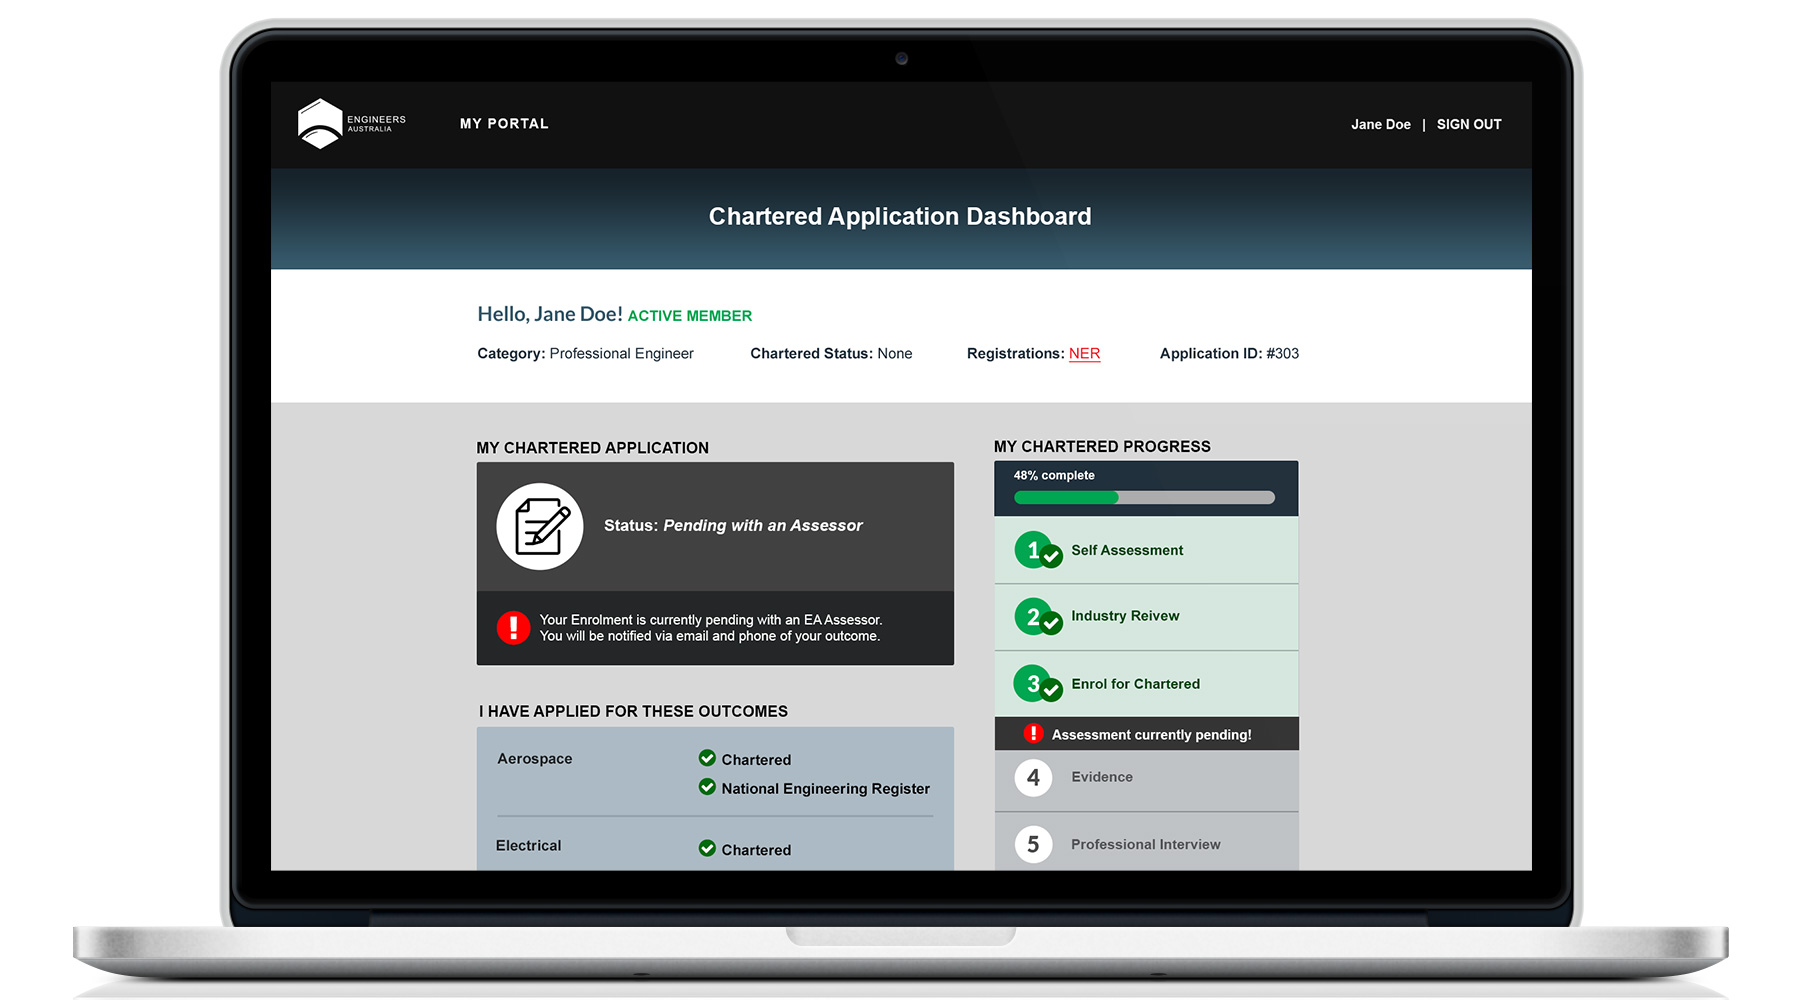 ENGINEERS
AUSTRALIA
MY PORTAL
Jane Doe | SIGN OUT
Chartered Application Dashboard
Hello, Jane Doe! ACTIVE MEMBER
Category: Professional Engineer Chartered Status: None Registrations: NER Application ID: #303
MY CHARTERED APPLICATION
Status: Pending with an Assessor
! Your Enrolment is currently pending with an EA Assessor.
You will be notified via email and phone of your outcome.
I HAVE APPLIED FOR THESE OUTCOMES
Aerospace Chartered
National Engineering Register
Electrical Chartered
MY CHARTERED PROGRESS
48% complete
1 Self Assessment
2 Industry Reivew
3 Enrol for Chartered
! Assessment currently pending!
4 Evidence
5 Professional Interview